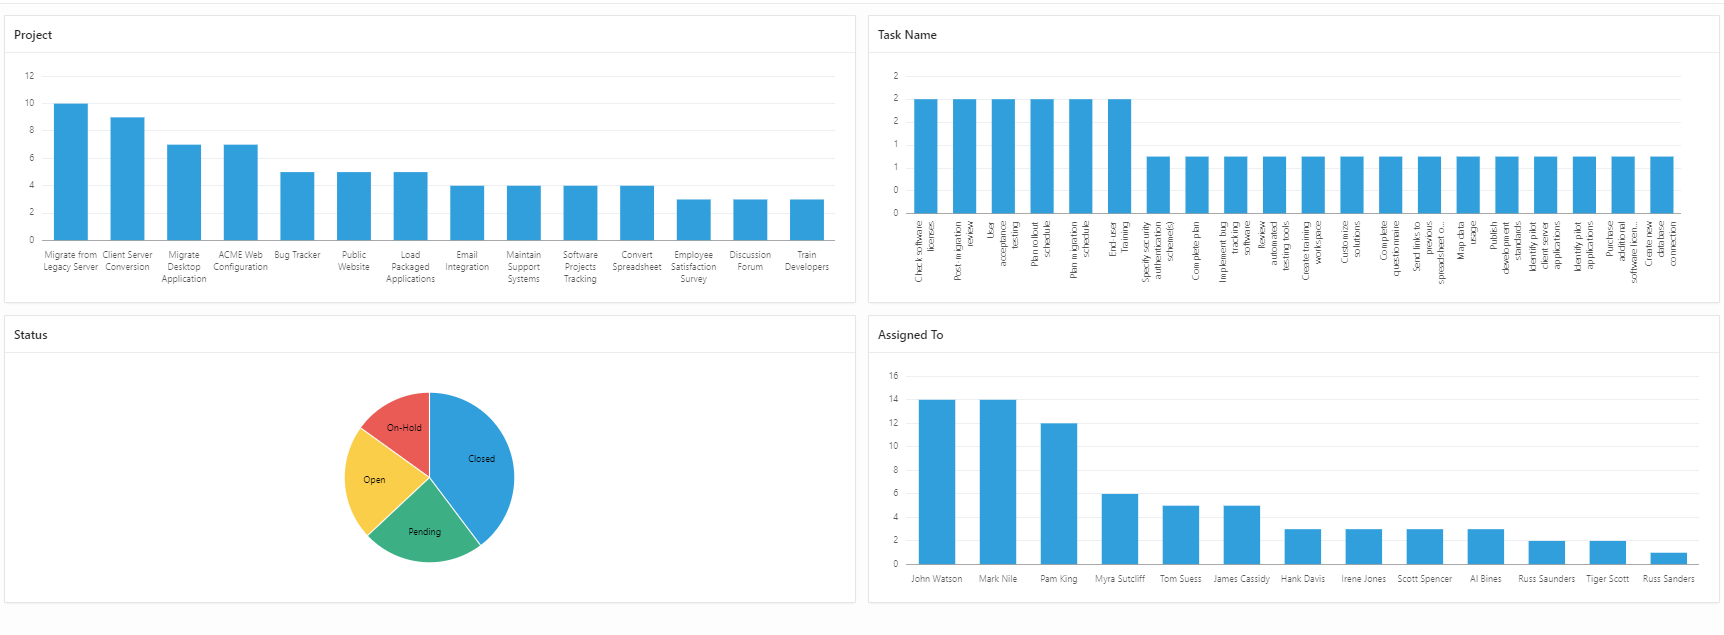 Project
12
10
8
6
4
2
0
Migrate from
Legacy Server
Client Server
Conversion
Migrate
Desktop
Application
ACME Web
Configuration
Bug Tracker
Public
Website
Load
Packaged
Applications
Email
Integration
Maintain
Support
Systems
Software
Projects
Tracking
Convert
Spreadsheet
Employee
Satisfaction
Survey
Discussion
Forum
Train
Developers
Task Name
2
2
2
1
1
0
0
Check software
licenses
Post migration
review
User
acceptance
testing
Plan rollout
schedule
Plan migration
schedule
End-user
Training
Specify security
authentication
scheme(s)
Complete plan
Implement bug
tracking
software
Review
automated
testing tools
Create training
workspace
Customize
solutions
Complete
questionnaire
Send links to
previous
spreadsheet o...
Map data
usage
Publish
development
standards
Identify pilot
client server
applications
Identify pilot
applications
Purchase
additional
software licen...
Create new
database
connection
Status
On-Hold
Closed
Open
Pending
Assigned To
16
14
12
10
8
6
4
2
0
John Watson
Mark Nile
Pam King
Myra Sutcliff
Tom Suess
James Cassidy
Hank Davis
Irene Jones
Scott Spencer
Al Bines
Russ Saunders
Tiger Scott
Russ Sanders